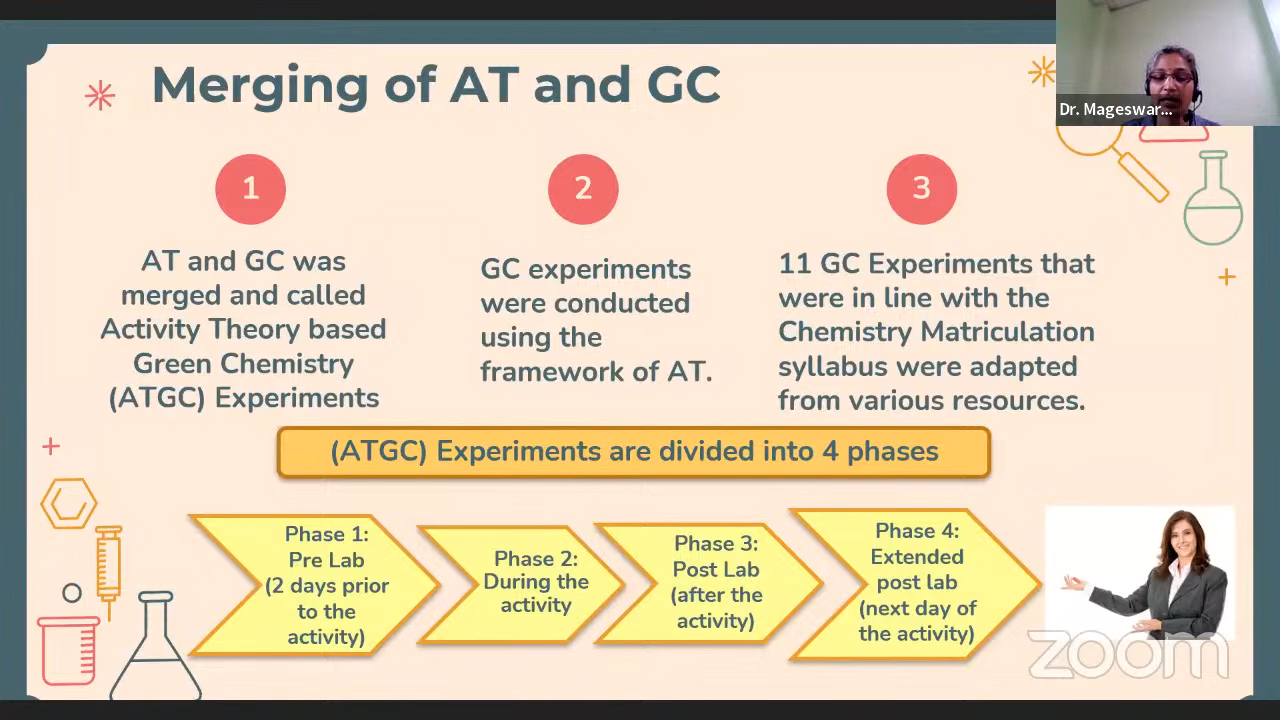 Merging of AT and GC
Dr. Mageswar...
1
AT and GC was
merged and called
Activity Theory based
Green Chemistry
(ATGC) Experiments
2
GC experiments
were conducted
using the
framework of AT.
3
11 GC Experiments that
were in line with the
Chemistry Matriculation
syllabus were adapted
from various resources.
(ATGC) Experiments are divided into 4 phases
Phase 1:
Pre Lab
(2 days prior
to the
activity)
Phase 2:
During the
activity
Phase 3:
Post Lab
(after the
activity)
Phase 4:
Extended
post lab
(next day of
the activity)
zoom